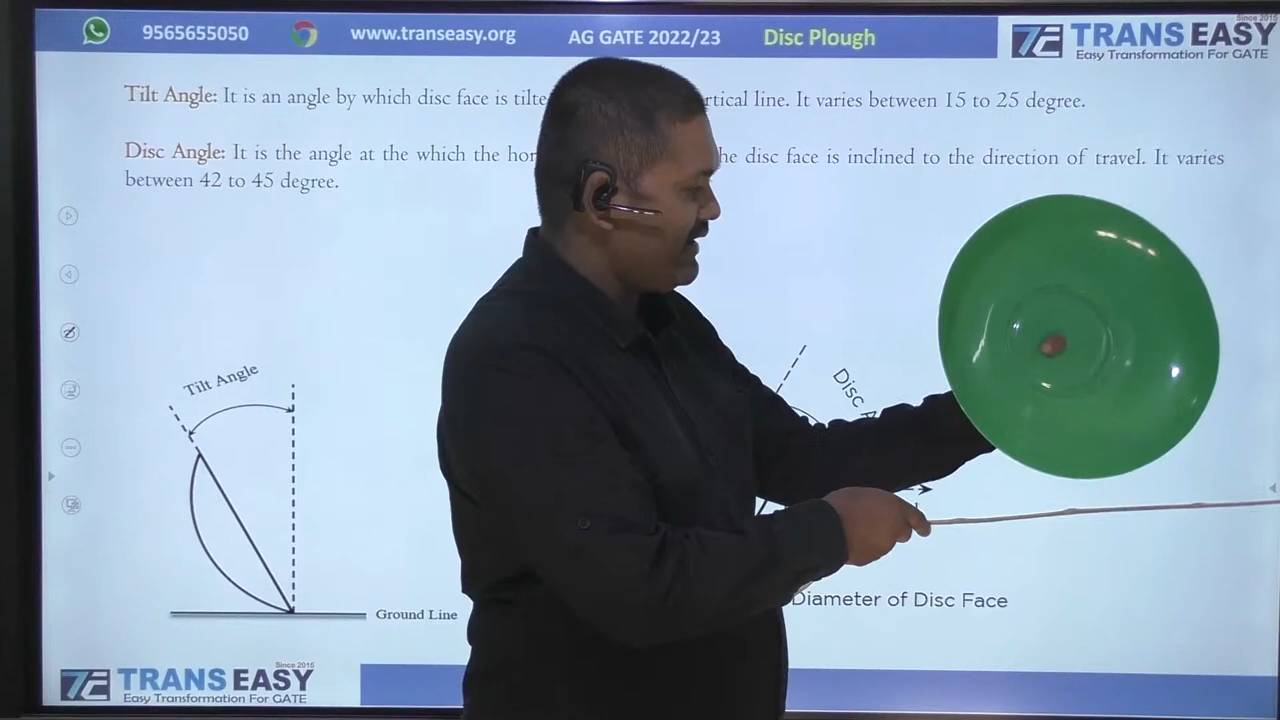 9565655050 www.transeasy.org AG GATE 2022/23 Disc Plough
Since 2015
TRANS EASY
Easy Transformation For GATE
Tilt Angle: It is an angle by which disc face is tilte rtical line. It varies between 15 to 25 degree.
Disc Angle: It is the angle at the which the hor he disc face is inclined to the direction of travel. It varies
between 42 to 45 degree.
Tilt Angle
Disc A
Ground Line
Diameter of Disc Face
Since 2015
TRANS EASY
Easy Transformation For GATE